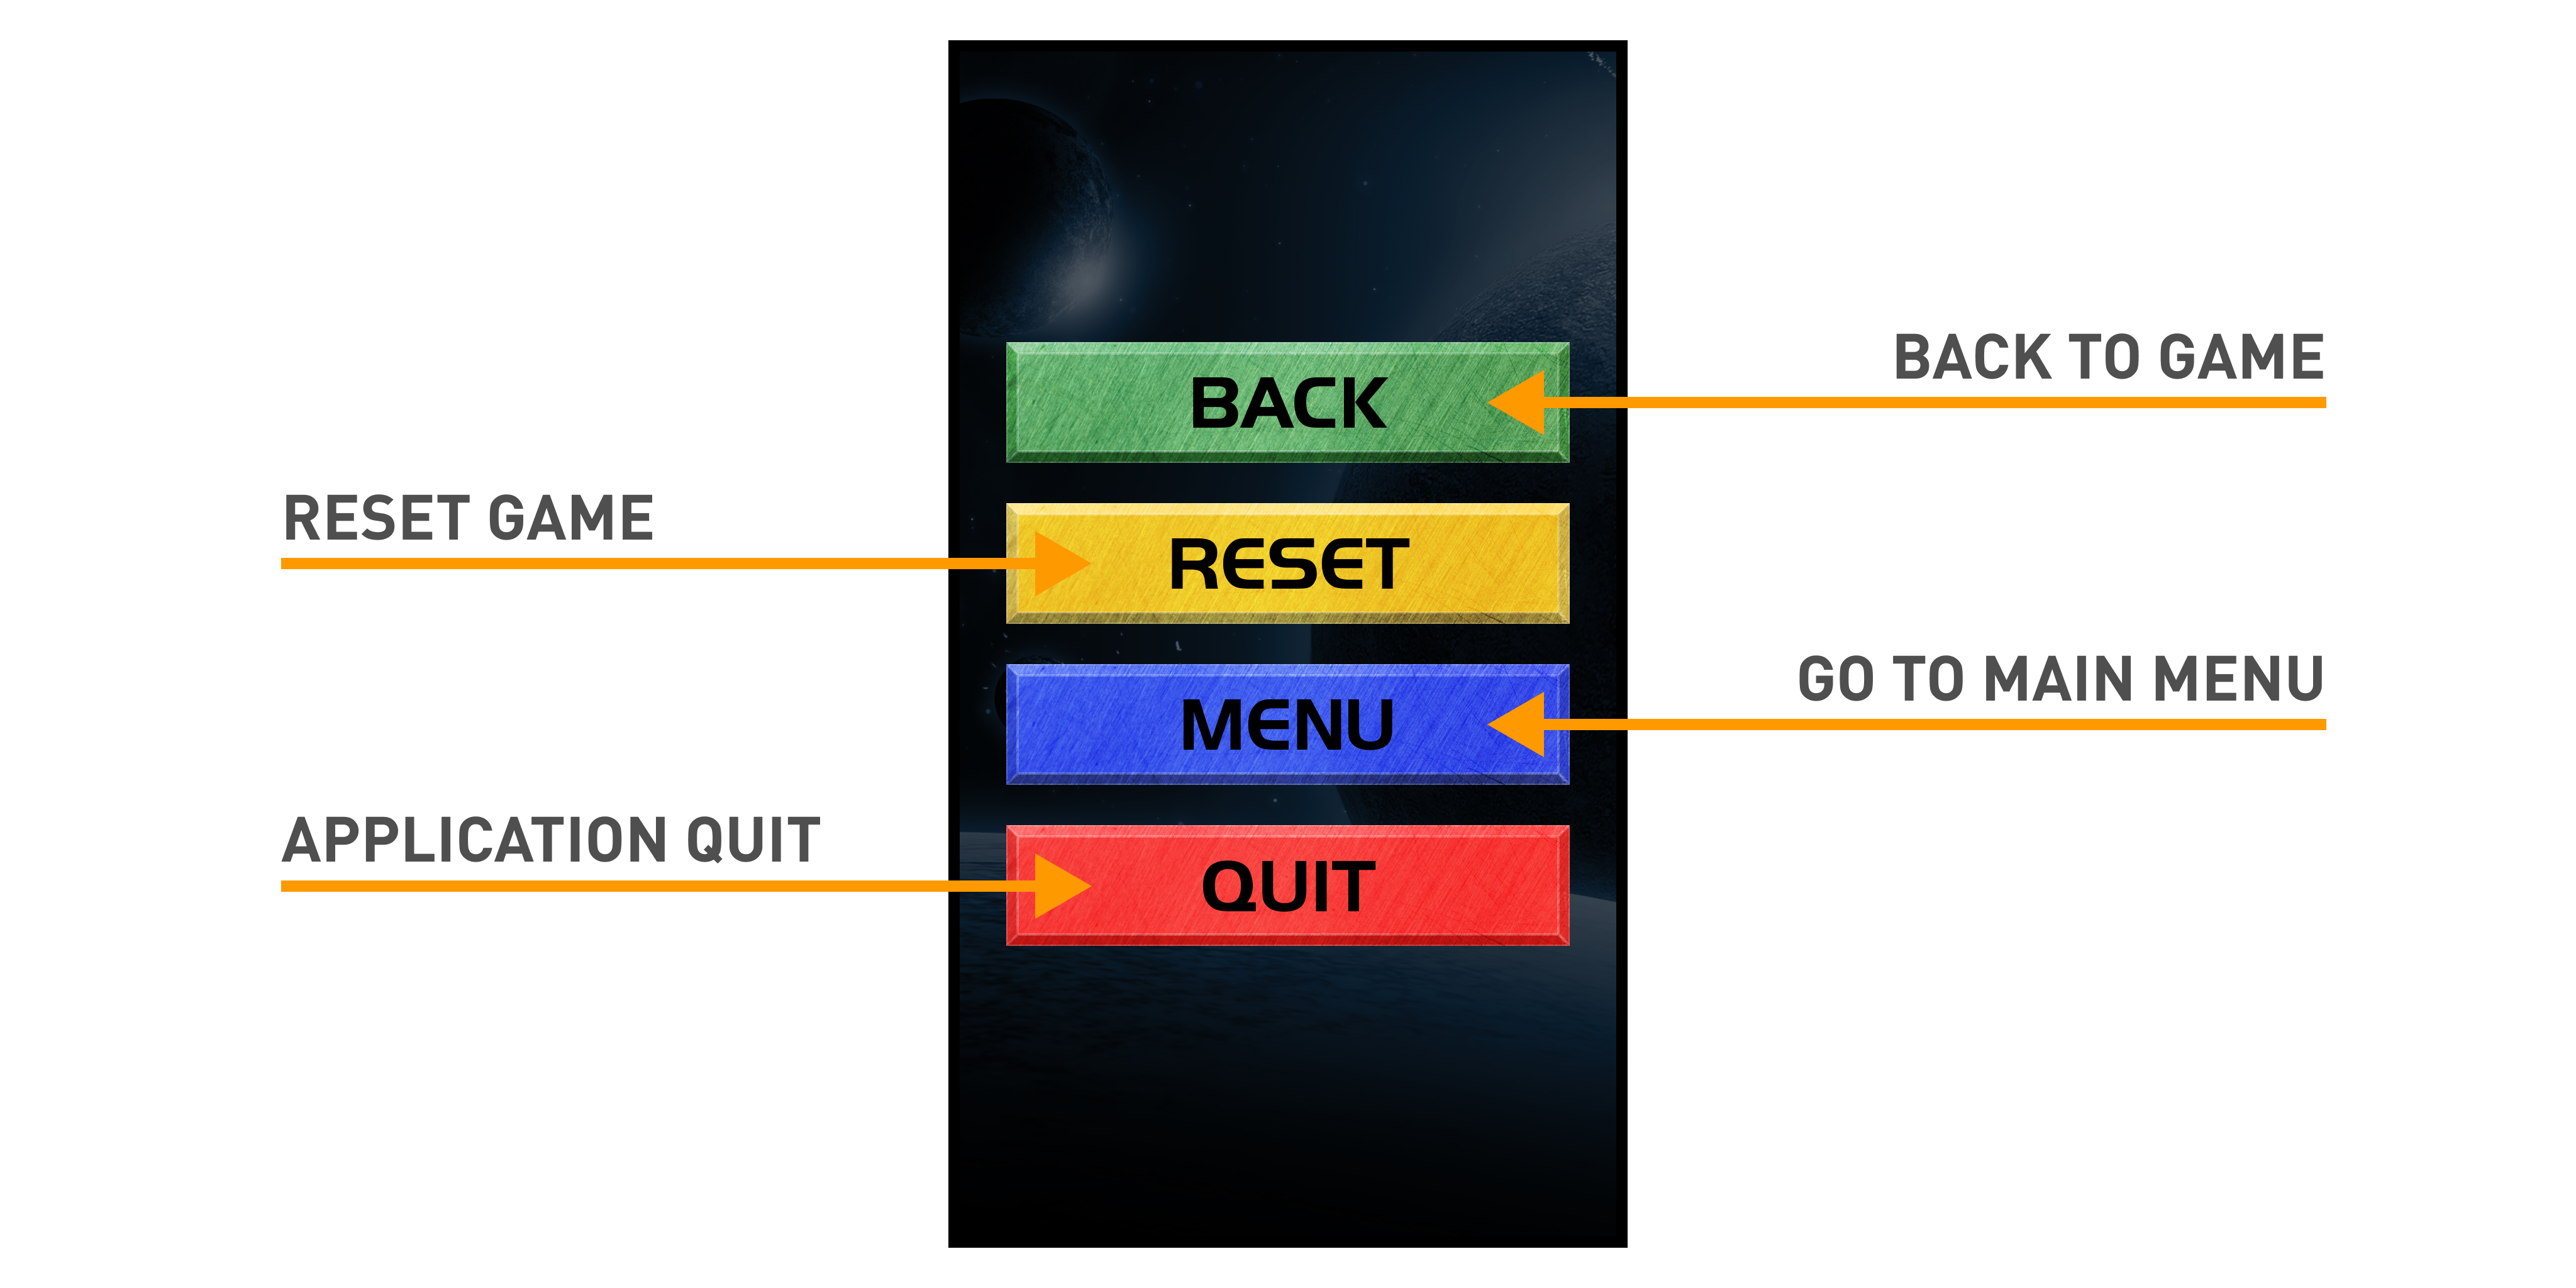 BACK TO GAME
BACK
RESET GAME
RESET
GO TO MAIN MENU
MENU
APPLICATION QUIT
QUIT